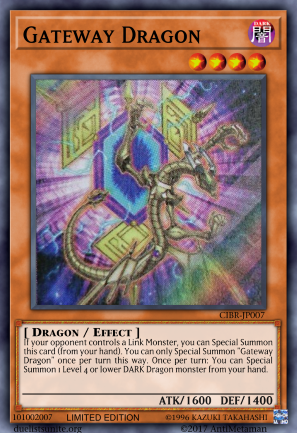 GATEWAY DRAGON
DARK
闇
CIBR-JP007
[ DRAGON / EFFECT ]
If your opponent controls a Link Monster, you can Special Summon
this card (from your hand). You can only Special Summon "Gateway
Dragon" once per turn this way. Once per turn: You can Special
Summon 1 Level 4 or lower DARK Dragon monster from your hand.
ATK/1600 DEF/1400
101002007 LIMITED EDITION ©1996 KAZUKI TAKAHASHI
duelistsunite.org ©2017 AntiMetaman